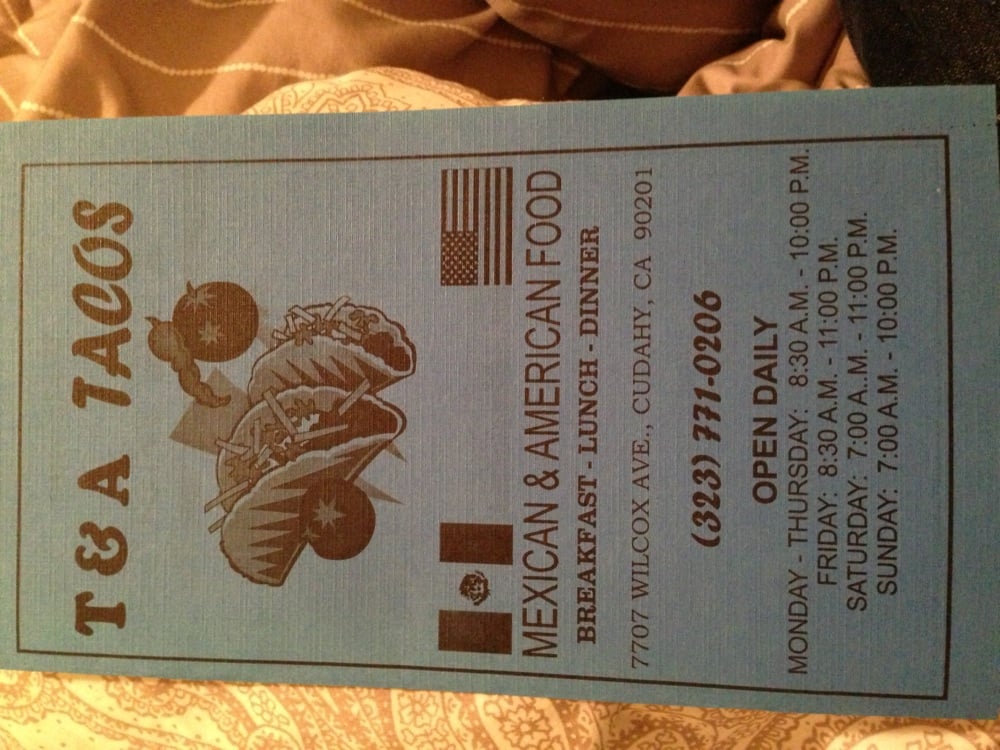 T & A TACOS
MEXICAN & AMERICAN FOOD
BREAKFAST - LUNCH - DINNER
7707 WILCOX AVE., CUDAHY, CA 90201
(323) 771-0206
OPEN DAILY
MONDAY - THURSDAY: 8:30 A.M. - 10:00 P.M.
FRIDAY: 8:30 A.M. - 11:00 P.M.
SATURDAY: 7:00 A..M. - 11:00 P.M.
SUNDAY: 7:00 A.M. - 10:00 P.M.